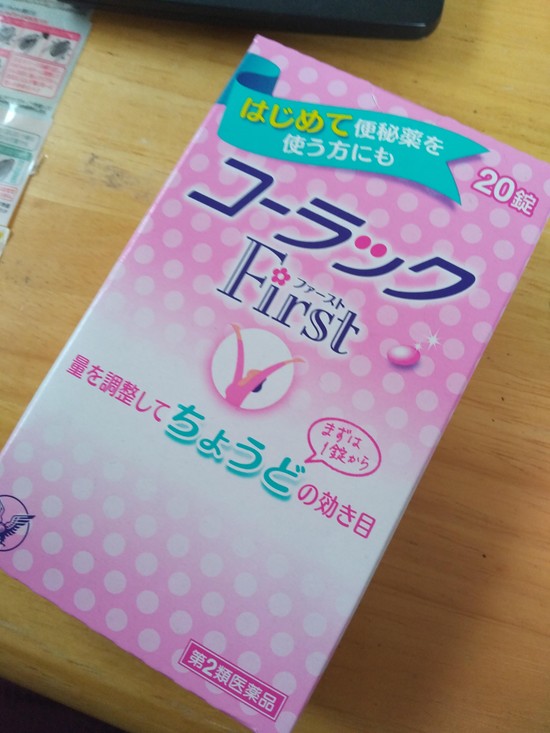 はじめて便秘薬を
使う方にも
20錠
コーラック
ファースト
First
量を調整してちょうどの効き目
まずは
1錠から
第2類医薬品